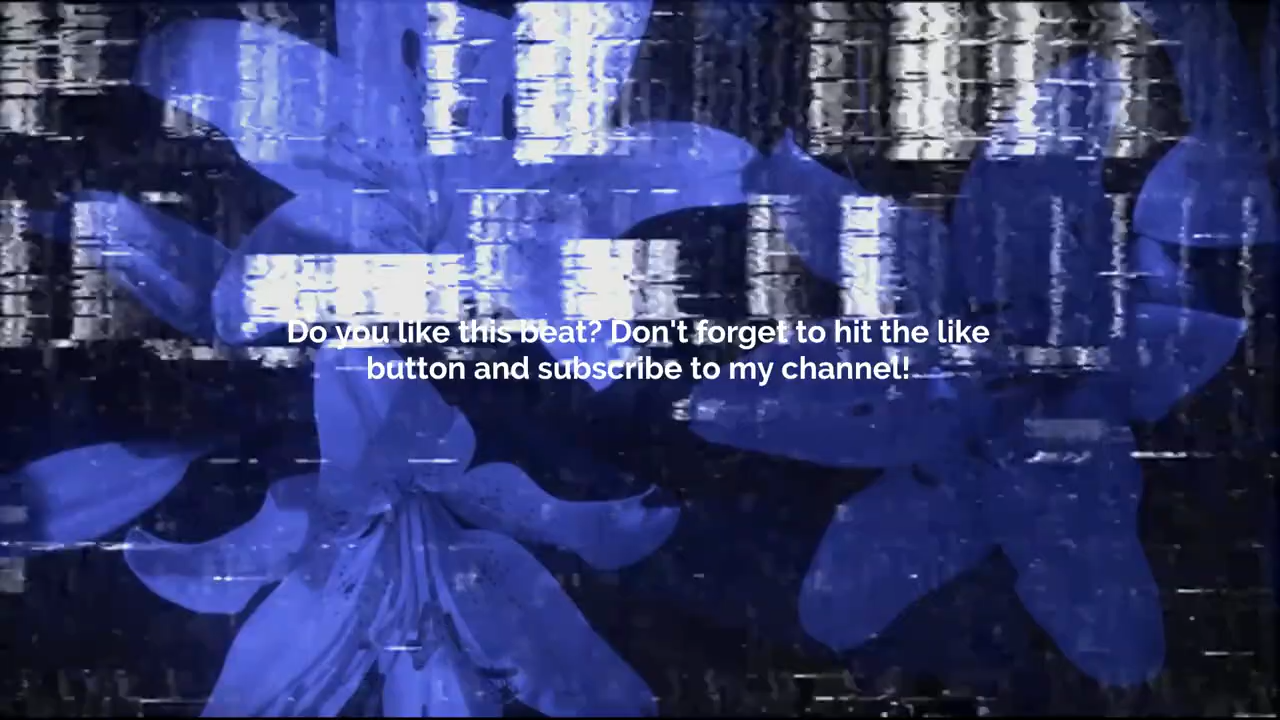 Do you like this beat? Don't forget to hit the like
button and subscribe to my channel!